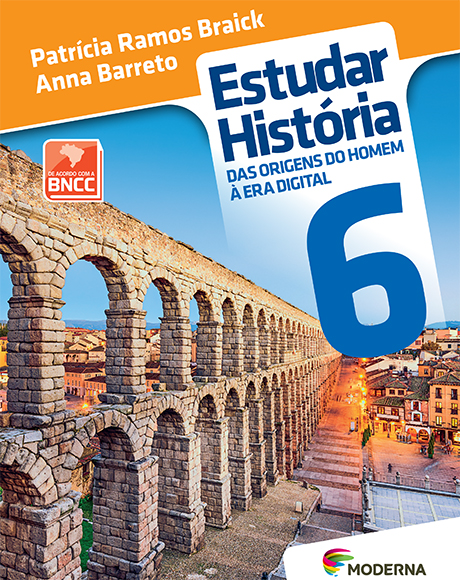 Patrícia Ramos Braick
Anna Barreto
Estudar
História
DAS ORIGENS DO HOMEM
À ERA DIGITAL
6
DE ACORDO COM A
BNCC
MODERNA